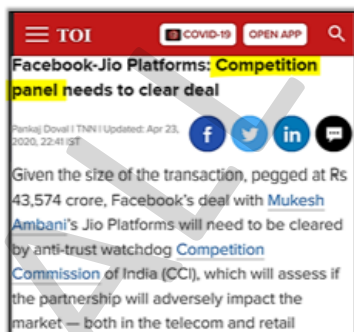 TOI COVID-19 OPEN APP
Facebook-Jio Platforms: Competition
panel needs to clear deal
Pankaj Doval I TNN I Updated: Apr 23,
2020, 22:41 IST
Given the size of the transaction, pegged at Rs
43,574 crore, Facebook's deal with Mukesh
Ambani's Jio Platforms will need to be cleared
by anti-trust watchdog Competition
Commission of India (CCI), which will assess if
the partnership will adversely impact the
market — both in the telecom and retail